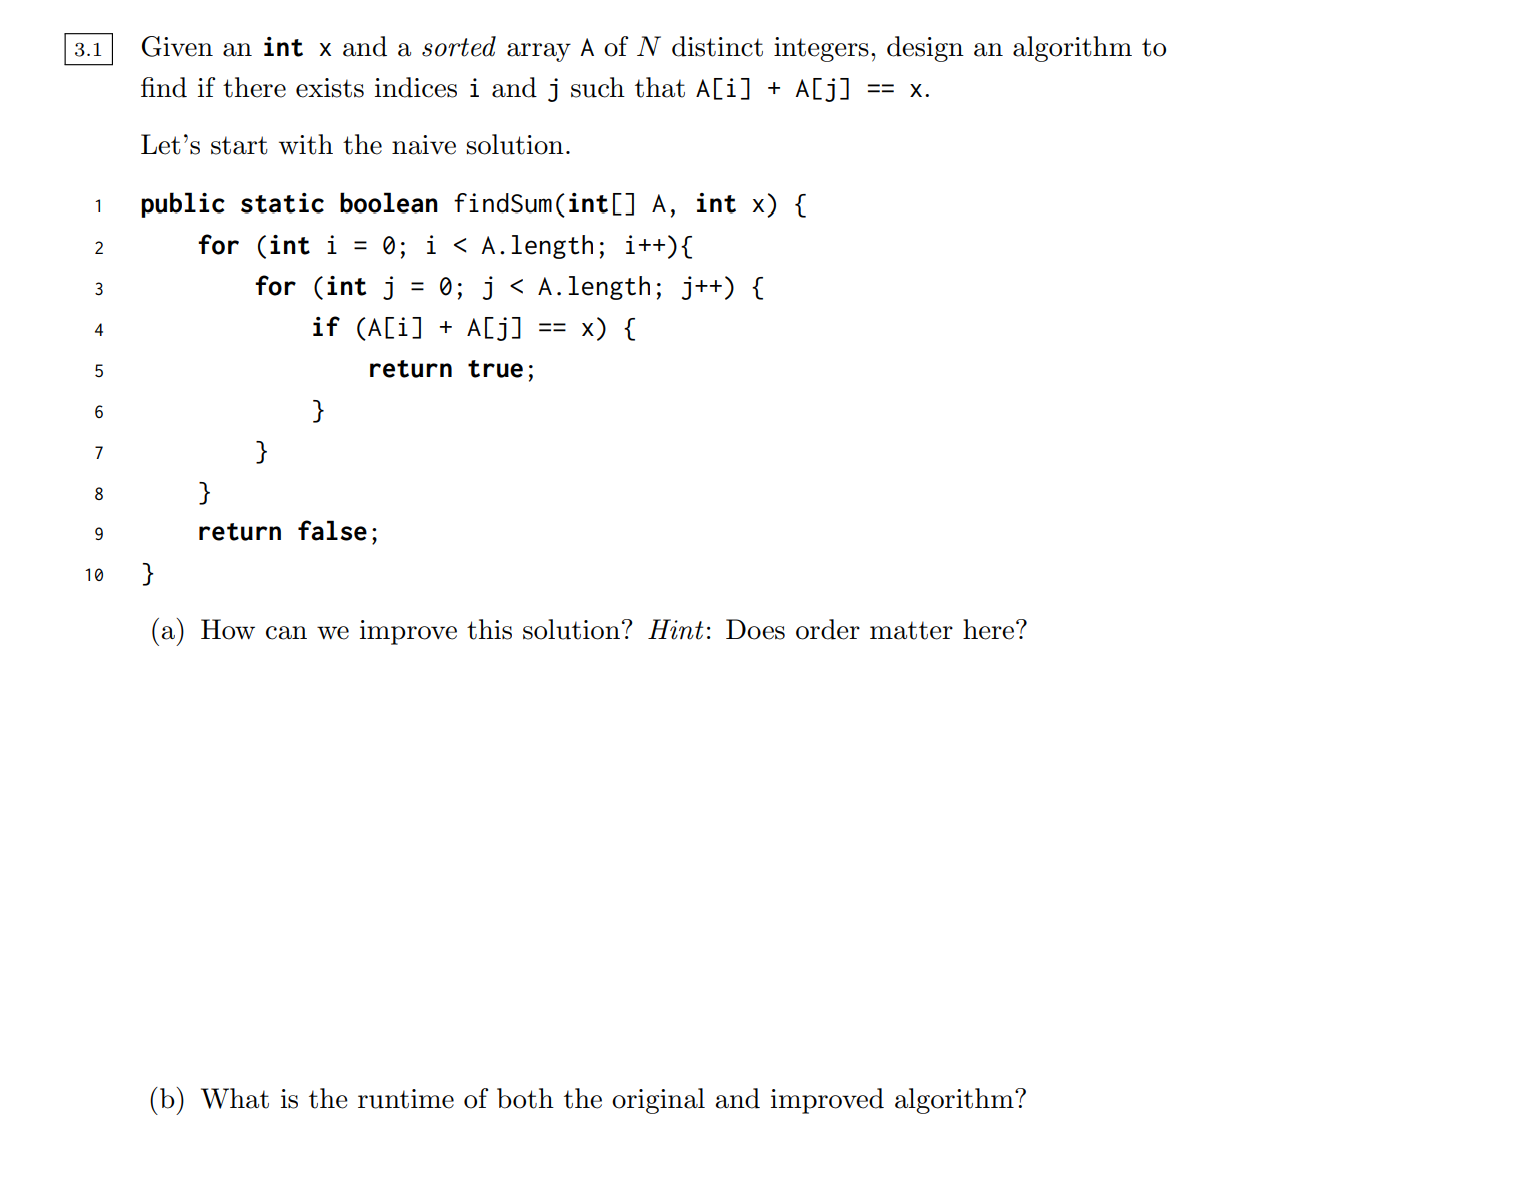 3.1 Given an int x and a sorted array A of N distinct integers, design an algorithm to
find if there exists indices i and j such that A[i] + A[j] == x.
Let's start with the naive solution.
1 public static boolean findSum(int[] A, int x) {
2     for (int i = 0; i < A.length; i++){
3         for (int j = 0; j < A.length; j++) {
4             if (A[i] + A[j] == x) {
5                 return true;
6             }
7         }
8     }
9     return false;
10 }
(a) How can we improve this solution? Hint: Does order matter here?
(b) What is the runtime of both the original and improved algorithm?